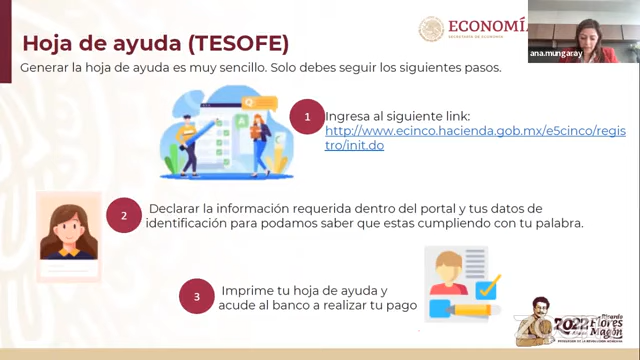 Hoja de ayuda (TESOFE)
ECONOMÍA
SECRETARÍA DE ECONOMÍA
ana.mungaray
Generar la hoja de ayuda es muy sencillo. Solo debes seguir los siguientes pasos.
1
Ingresa al siguiente link:
http://www.ecinco.hacienda.gob.mx/e5cinco/regis
tro/init.do
2
Declarar la información requerida dentro del portal y tus datos de
identificación para podamos saber que estas cumpliendo con tu palabra.
3
Imprime tu hoja de ayuda y
acude al banco a realizar tu pago
2022 Ricardo
Flores
Magón